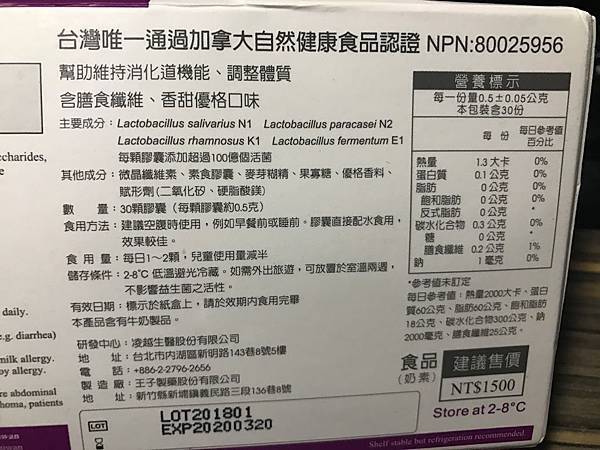 台灣唯一通過加拿大自然健康食品認證 NPN:80025956
幫助維持消化道機能、調整體質
含膳食纖維、香甜優格口味
主要成分：Lactobacillus salivarius N1 Lactobacillus paracasei N2
Lactobacillus rhamnosus K1 Lactobacillus fermentum E1
每顆膠囊添加超過100億個活菌
其他成分：微晶纖維素、素食膠囊、麥芽糊精、果寡糖、優格香料、
賦形劑(二氧化矽、硬脂酸鎂)
數 量：30顆膠囊（每顆膠囊約0.5克）
食用方法：建議空腹時使用，例如早餐前或睡前。膠囊直接配水食用，
效果較佳。
食 用 量：每日1~2顆，兒童使用量減半
儲存條件：2-8°C 低溫避光冷藏。如需外出旅遊，可放置於室溫兩週，
不影響益生菌之活性。
有效日期：標示於紙盒上，請於效期內食用完畢
本產品含有牛奶製品。
研發中心：凌越生醫股份有限公司
地 址：台北市內湖區新明路143巷8號5樓
電 話：+886-2-2796-2656
製 造 廠：王子製藥股份有限公司
地 址：新竹縣新埔鎮義民路三段136巷8號
LOT
LOT201801
EXP20200320
營養標示
每一份量0.5±0.05公克
本包裝含30份
每 份 每日參考值
百分比
熱量 1.3 大卡 0%
蛋白質 0.1 公克 0%
脂肪 0 公克 0%
飽和脂肪 0 公克 0%
反式脂肪 0 公克 *
碳水化合物 0.3 公克 0%
糖 0 公克 *
膳食纖維 0.2 公克 1%
鈉 1 毫克 0%
*參考值未訂定
每日參考值：熱量2000大卡、蛋白
質60公克、脂肪60公克、飽和脂肪
18公克、碳水化合物300公克、鈉
2000毫克、膳食纖維25公克。
食品
(奶素)
建議售價
NT$1500
Store at 2-8°C
Shelf stable but refrigeration recommended.
ccharides,
daily.
e.g. diarrhea)
milk allergy.
oy allergy.
ere abdominal
homa, patients